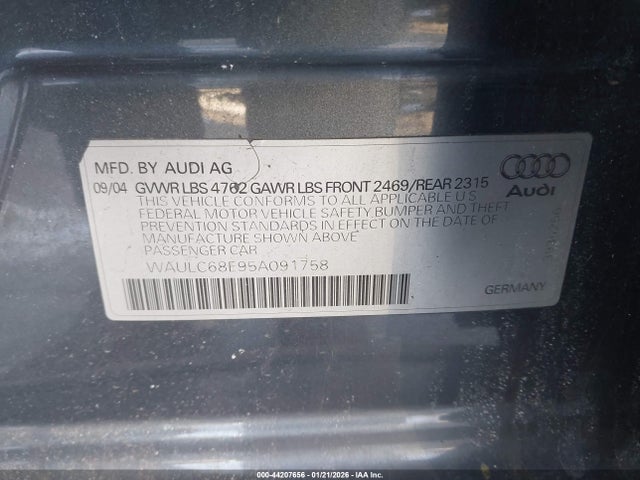 MFD. BY AUDI AG
09/04 GVWR LBS 4762 GAWR LBS FRONT 2469/REAR 2315
THIS VEHICLE CONFORMS TO ALL APPLICABLE U S
FEDERAL MOTOR VEHICLE SAFETY BUMPER AND THEFT
PREVENTION STANDARDS IN EFFECT ON THE DATE OF
MANUFACTURE SHOWN ABOVE
PASSENGER CAR
WAULC68E95A091758
Audi
GERMANY
000-44207656 - 01/21/2026 - IAA Inc.